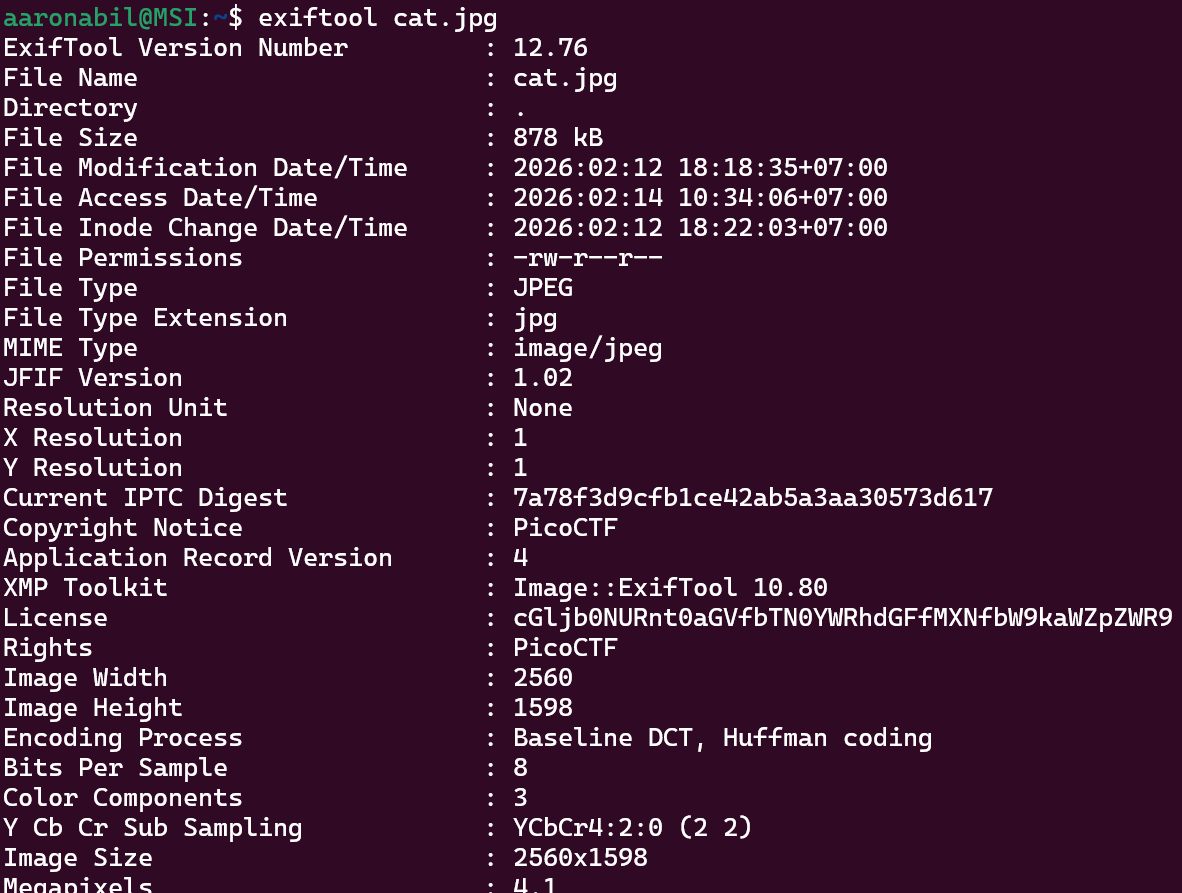 aaronabil@MSI:~$ exiftool cat.jpg
ExifTool Version Number : 12.76
File Name : cat.jpg
Directory : .
File Size : 878 kB
File Modification Date/Time : 2026:02:12 18:18:35+07:00
File Access Date/Time : 2026:02:14 10:34:06+07:00
File Inode Change Date/Time : 2026:02:12 18:22:03+07:00
File Permissions : -rw-r--r--
File Type : JPEG
File Type Extension : jpg
MIME Type : image/jpeg
JFIF Version : 1.02
Resolution Unit : None
X Resolution : 1
Y Resolution : 1
Current IPTC Digest : 7a78f3d9cfb1ce42ab5a3aa30573d617
Copyright Notice : PicoCTF
Application Record Version : 4
XMP Toolkit : Image::ExifTool 10.80
License : cGljb0NURnt0aGVfbTN0YWRhdGFfMXNfbW9kaWZpZWR9
Rights : PicoCTF
Image Width : 2560
Image Height : 1598
Encoding Process : Baseline DCT, Huffman coding
Bits Per Sample : 8
Color Components : 3
Y Cb Cr Sub Sampling : YCbCr4:2:0 (2 2)
Image Size : 2560x1598
Megapixels : 4.1